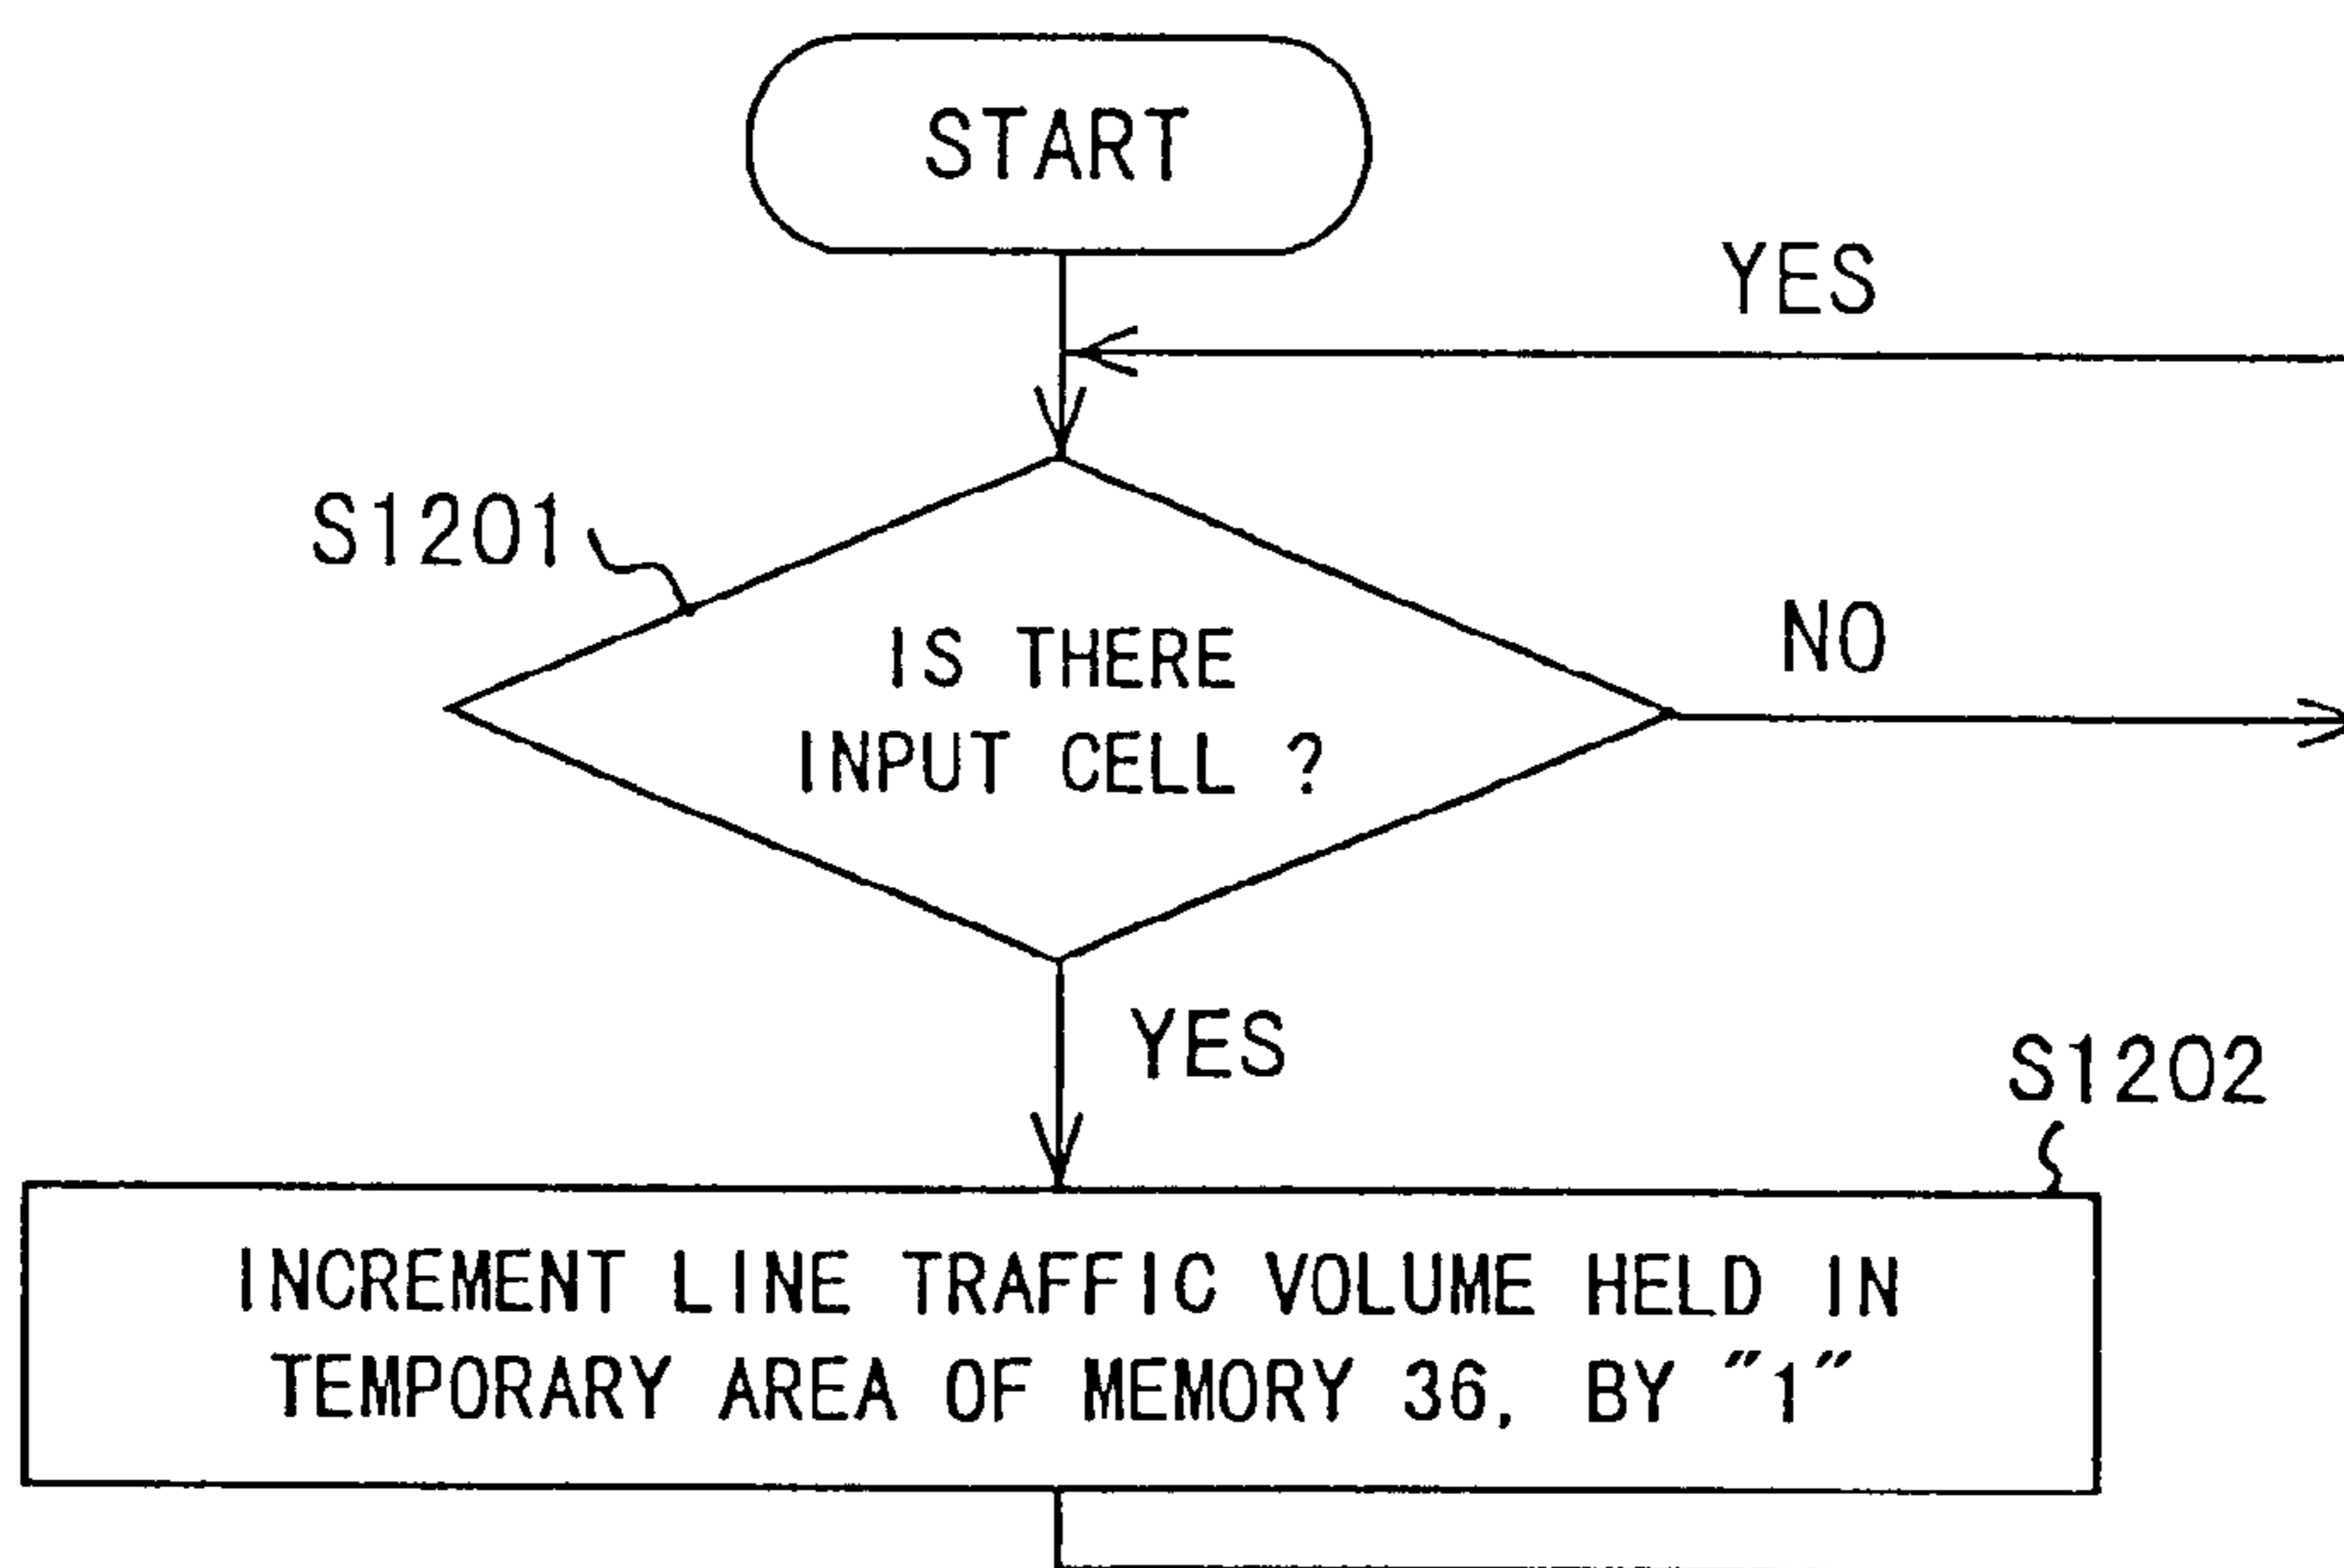 START
YES
S1201
IS THERE
INPUT CELL ?
NO
YES
S1202
INCREMENT LINE TRAFFIC VOLUME HELD IN
TEMPORARY AREA OF MEMORY 36, BY "1"